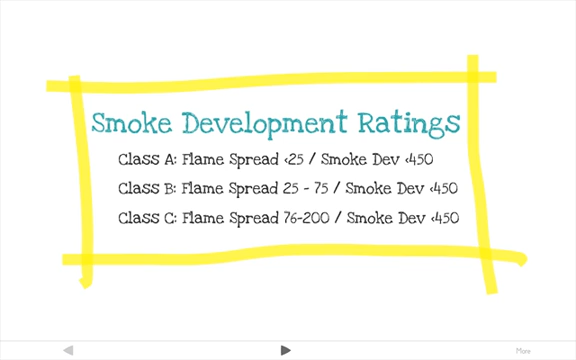 Smoke Development Ratings
Class A: Flame Spread <25 / Smoke Dev <450
Class B: Flame Spread 25 - 75 / Smoke Dev <450
Class C: Flame Spread 76-200 / Smoke Dev <450
More